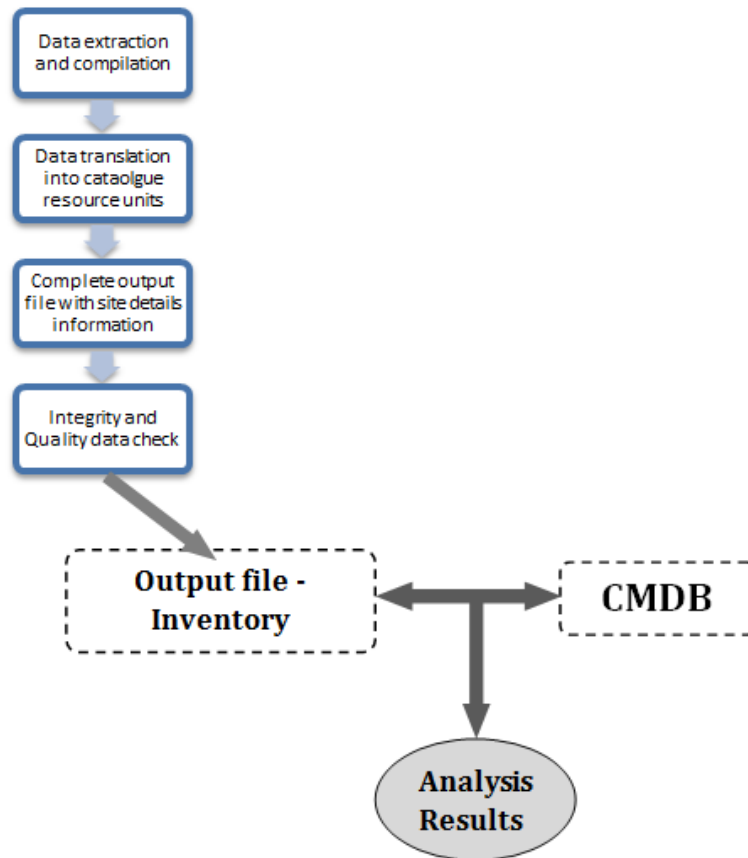 Data extraction
and compilation
Data translation
into cataolgue
resource units
Complete output
file with site details
information
Integrity and
Quality data check
Output file -
Inventory
CMDB
Analysis
Results